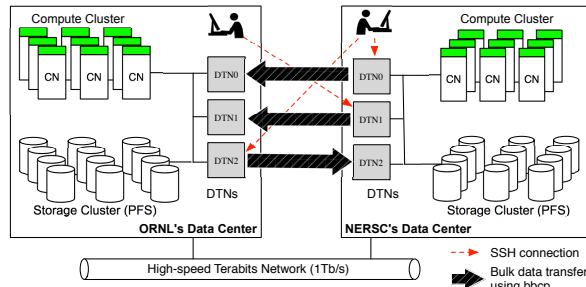 Compute Cluster
CN CN CN
DTN0
DTN1
DTN2
DTNs
Storage Cluster (PFS)
ORNL's Data Center
Compute Cluster
CN CN CN
DTN0
DTN1
DTN2
DTNs
Storage Cluster (PFS)
NERSC's Data Center
High-speed Terabits Network (1Tb/s)
SSH connection
Bulk data transfer
using bbcp